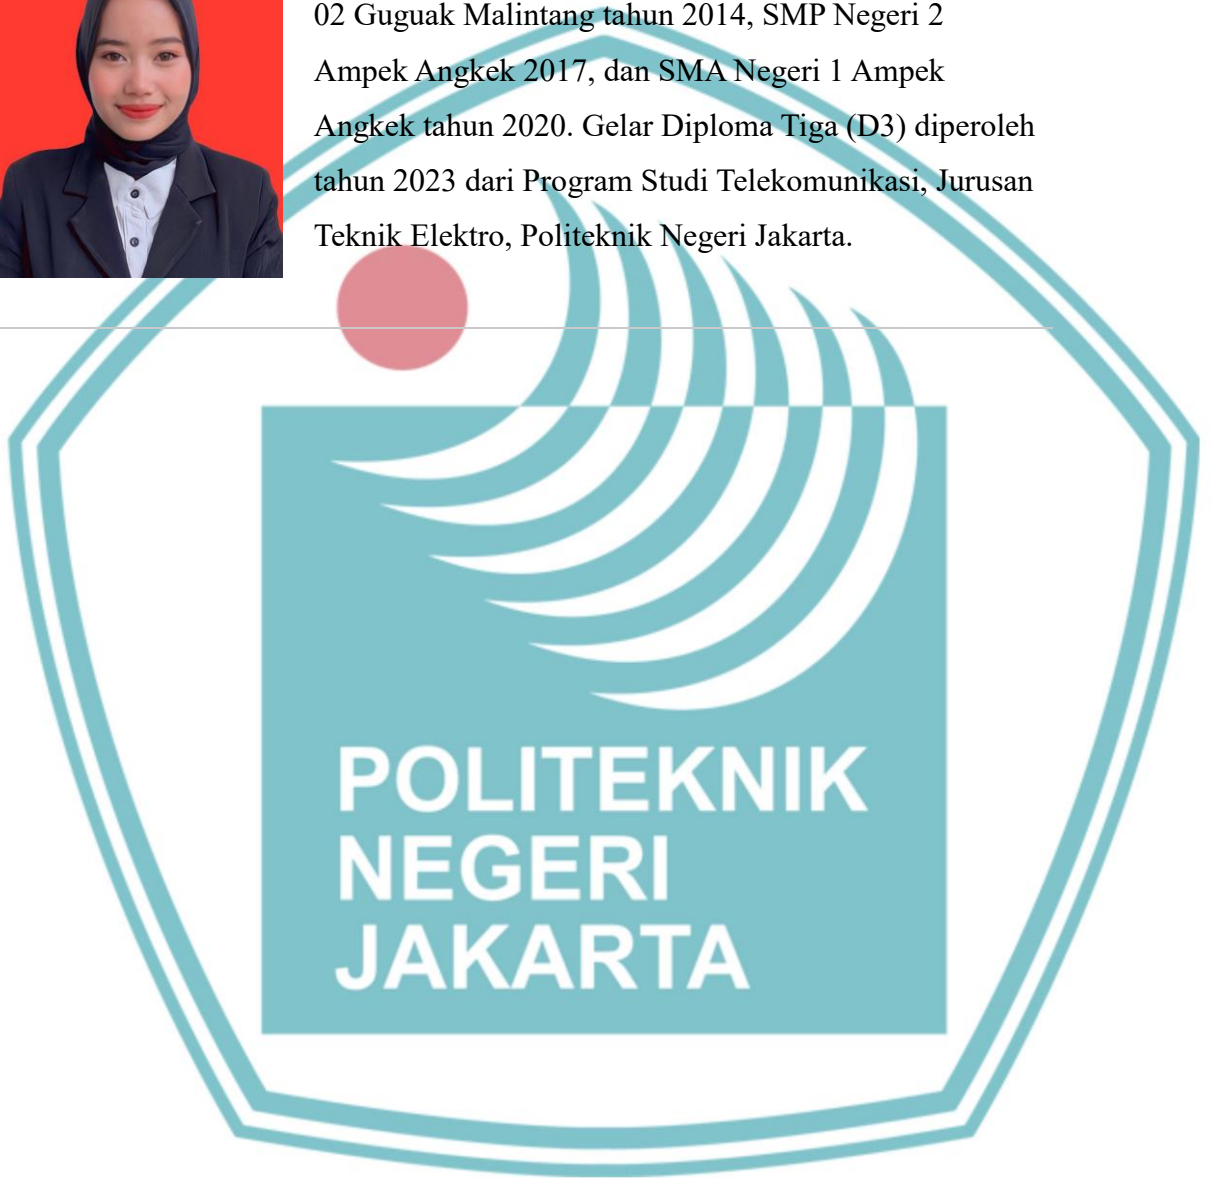 02 Guguak Malintang tahun 2014, SMP Negeri 2
Ampek Angkek 2017, dan SMA Negeri 1 Ampek
Angkek tahun 2020. Gelar Diploma Tiga (D3) diperoleh
tahun 2023 dari Program Studi Telekomunikasi, Jurusan
Teknik Elektro, Politeknik Negeri Jakarta.
POLITEKNIK
NEGERI
JAKARTA